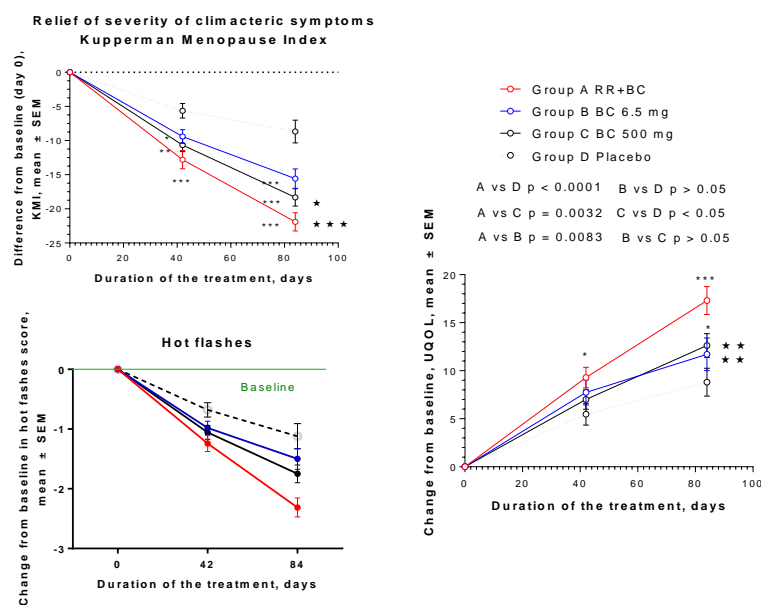 Relief of severity of climacteric symptoms
Kupperman Menopause Index
Difference from baseline (day 0),
KMI, mean ± SEM
0
-5
-10
-15
-20
-25
*
**
***
***
***
***
★
★★★
0
20
40
60
80
100
Duration of the treatment, days
Group A RR+BC
Group B BC 6.5 mg
Group C BC 500 mg
Group D Placebo
A vs D p < 0.0001 B vs D p > 0.05
A vs C p = 0.0032 C vs D p < 0.05
A vs B p = 0.0083 B vs C p > 0.05
Change from baseline, UQOL, mean ± SEM
20
15
10
5
0
*
***
*
★★
★★
0
20
40
60
80
100
Duration of the treatment, days
Hot flashes
Change from baseline in hot fashes score,
mean ± SEM
0
-1
-2
-3
Baseline
0
42
84
Duration of the treatment, days